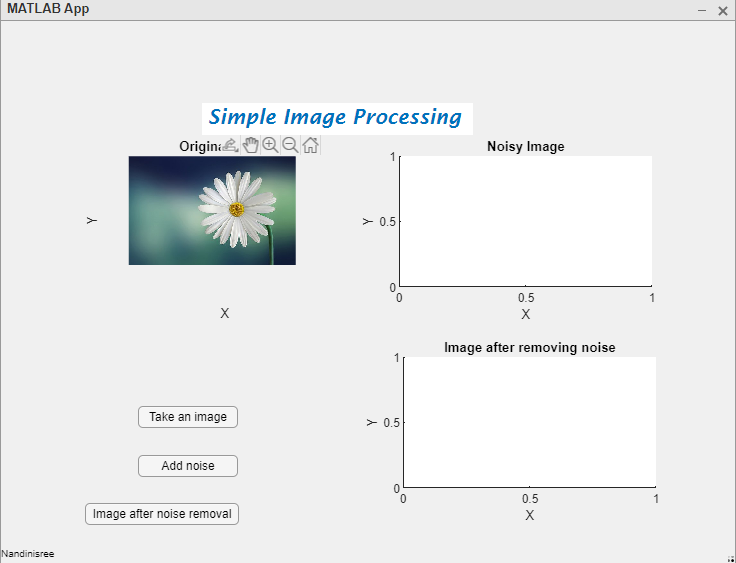 MATLAB App
Simple Image Processing
Noisy Image
Y
X
1
0.5
0
Y
0
0.5
1
X
Image after removing noise
1
0.5
0
Y
0
0.5
1
X
Take an image
Add noise
Image after noise removal
Nandinisree